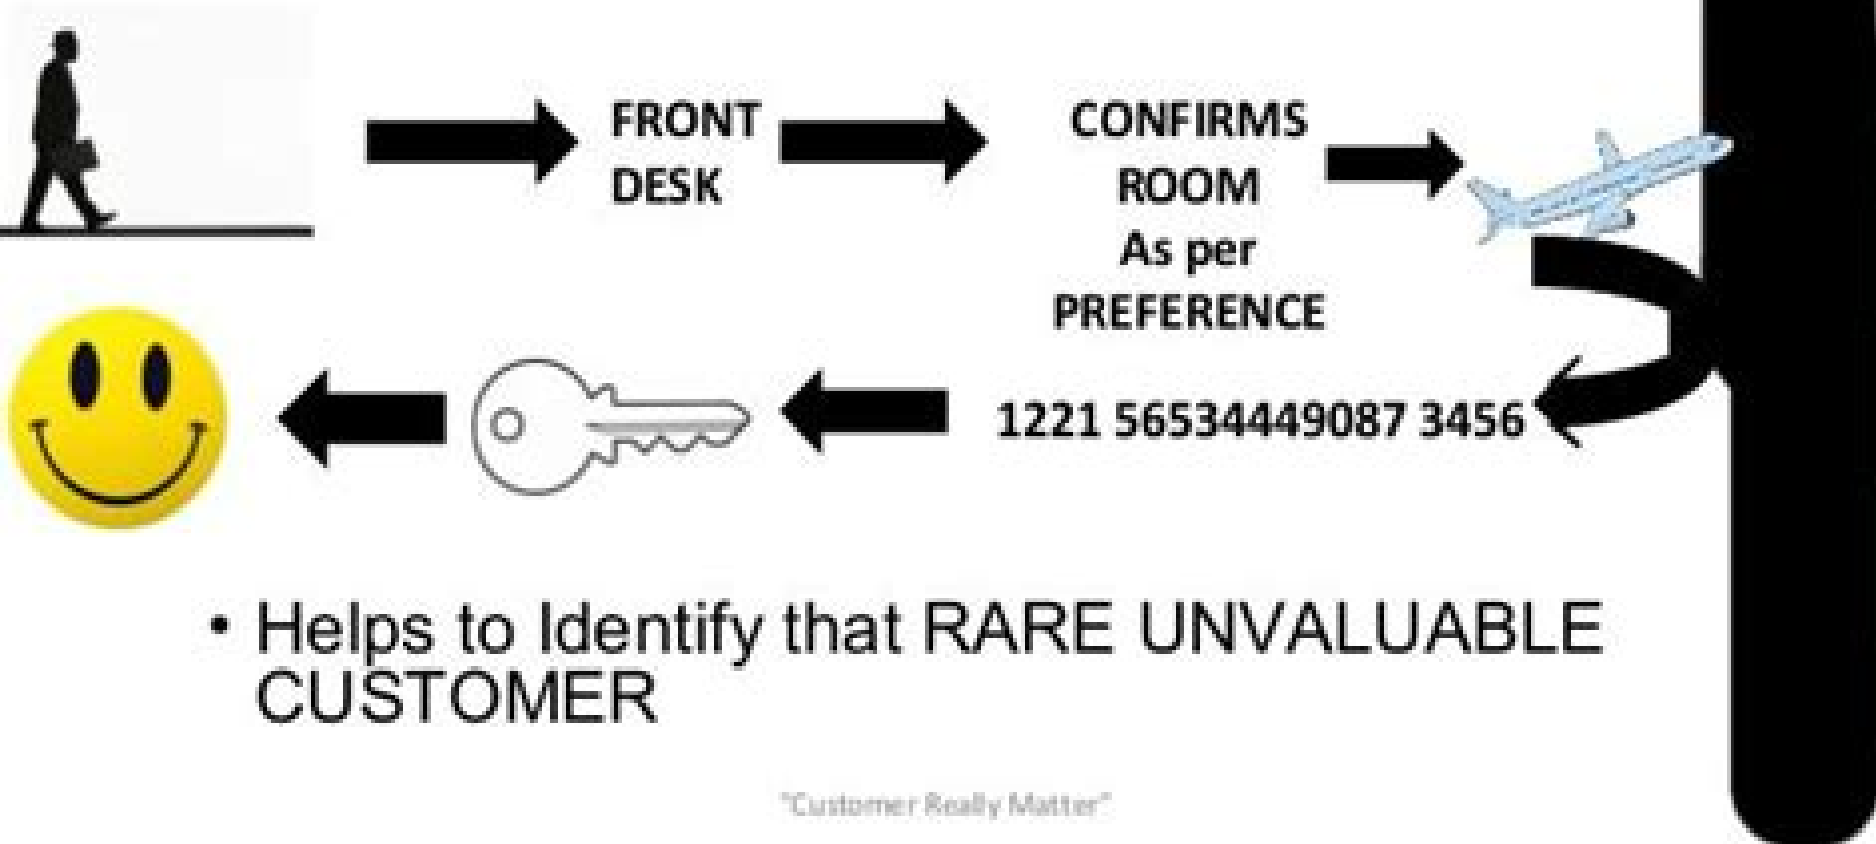 FRONT
DESK
CONFIRMS
ROOM
As per
PREFERENCE
1221 56534449087 3456
• Helps to Identify that RARE UNVALUABLE
CUSTOMER
"Customer Really Matter"